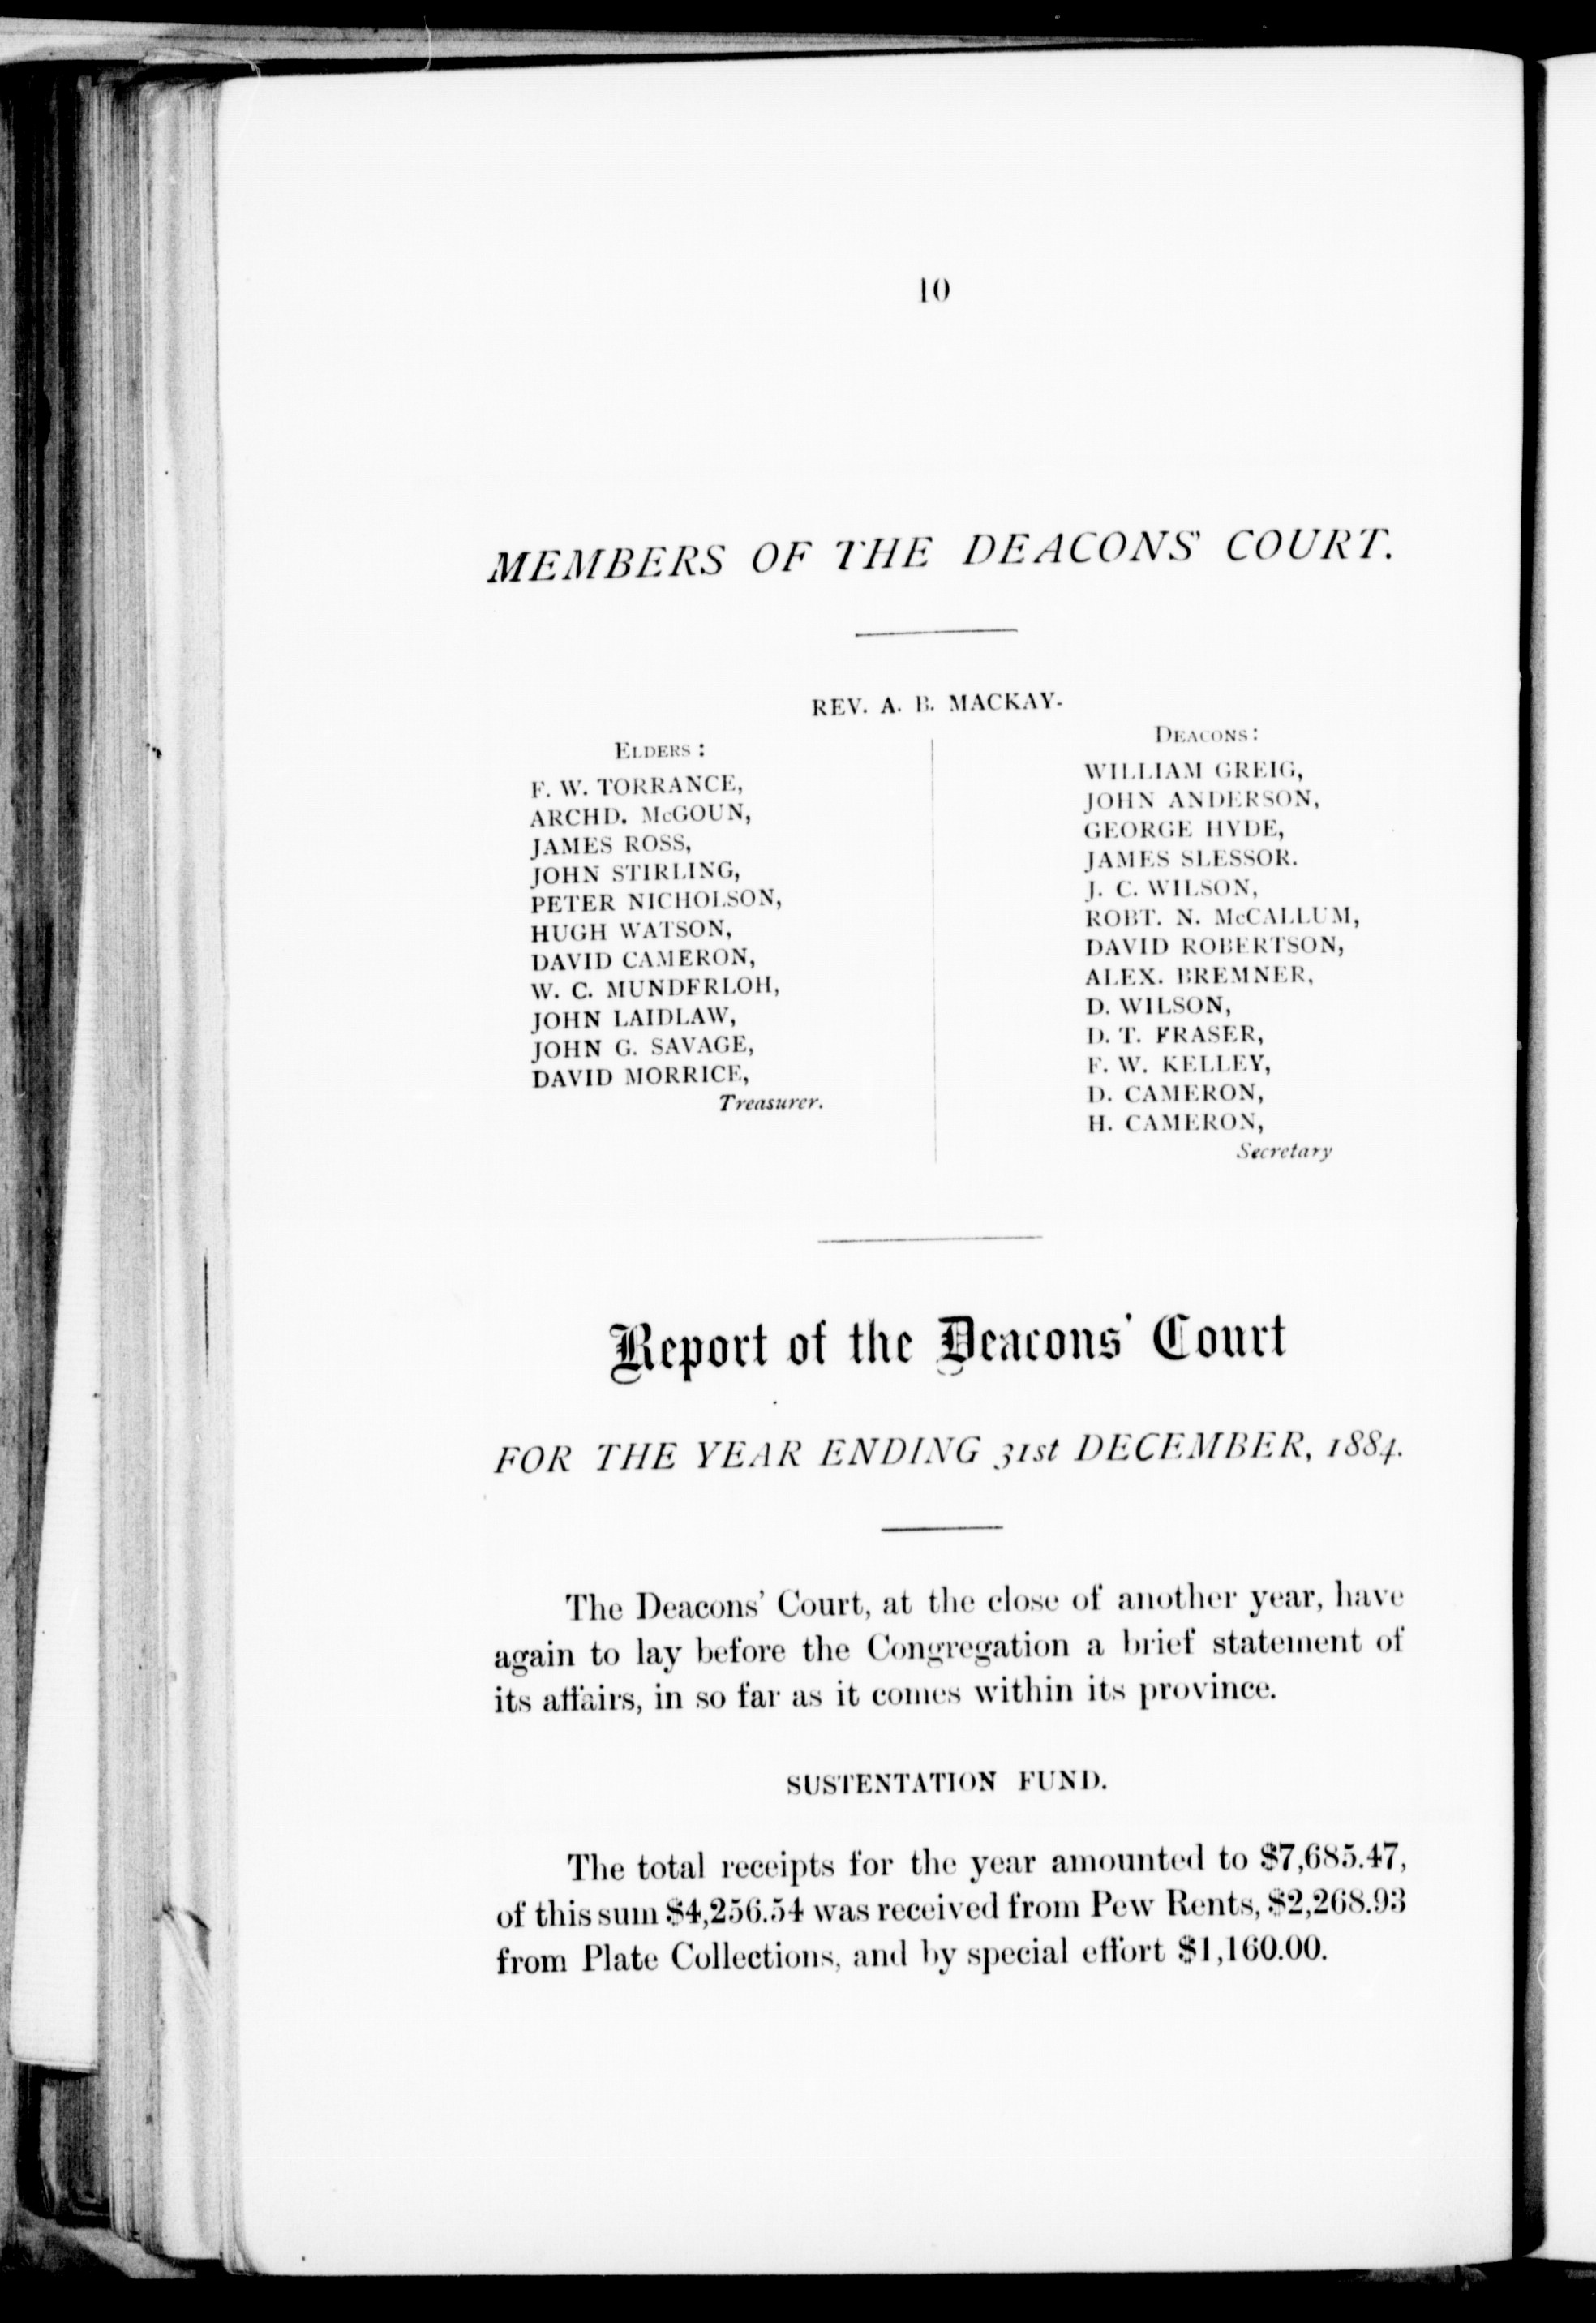 10
MEMBERS OF THE DEACONS' COURT.
REV. A. B. MACKAY.
ELDERS :
F. W. TORRANCE,
ARCHD. McGOUN,
JAMES ROSS,
JOHN STIRLING,
PETER NICHOLSON,
HUGH WATSON,
DAVID CAMERON,
W. C. MUNDERLOH,
JOHN LAIDLAW,
JOHN G. SAVAGE,
DAVID MORRICE,
Treasurer.
DEACONS :
WILLIAM GREIG,
JOHN ANDERSON,
GEORGE HYDE,
JAMES SLESSOR.
J. C. WILSON,
ROBT. N. McCALLUM,
DAVID ROBERTSON,
ALEX. BREMNER,
D. WILSON,
D. T. FRASER,
F. W. KELLEY,
D. CAMERON,
H. CAMERON,
Secretary
Report of the Deacons' Court
FOR THE YEAR ENDING 31st DECEMBER, 1884.
The Deacons' Court, at the close of another year, have
again to lay before the Congregation a brief statement of
its affairs, in so far as it comes within its province.
SUSTENTATION FUND.
The total receipts for the year amounted to $7,685.47,
of this sum $4,256.54 was received from Pew Rents, $2,268.93
from Plate Collections, and by special effort $1,160.00.